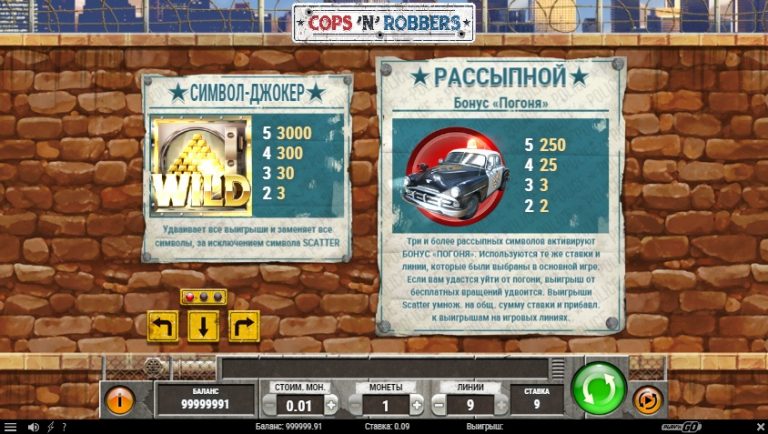 COPS 'N' ROBBERS
СИМВОЛ-ДЖОКЕР
5 3000
4 300
3 30
2 3
WILD
Удваивает все выигрыши и заменяет все
символы, за исключением символа SCATTER
РАССЫПНОЙ
Бонус «Погоня»
5 250
4 25
3 3
2 2
Три и более рассыпных символов активируют
БОНУС «ПОГОНЯ». Используются те же ставки и
линии, которые были выбраны в основной игре.
Если вам удастся уйти от погони, выигрыш от
бесплатных вращений удвоится. Выигрыши
Scatter умнож. на общ. сумму ставки и прибавл.
к выигрышам на игровых линиях.
БАЛАНС
99999991
СТОИМ. МОН.
0.01
МОНЕТЫ
1
ЛИНИИ
9
СТАВКА
9
Баланс: 999999.91 Ставка: 0.09 Выигрыш:
PLAY'N GO